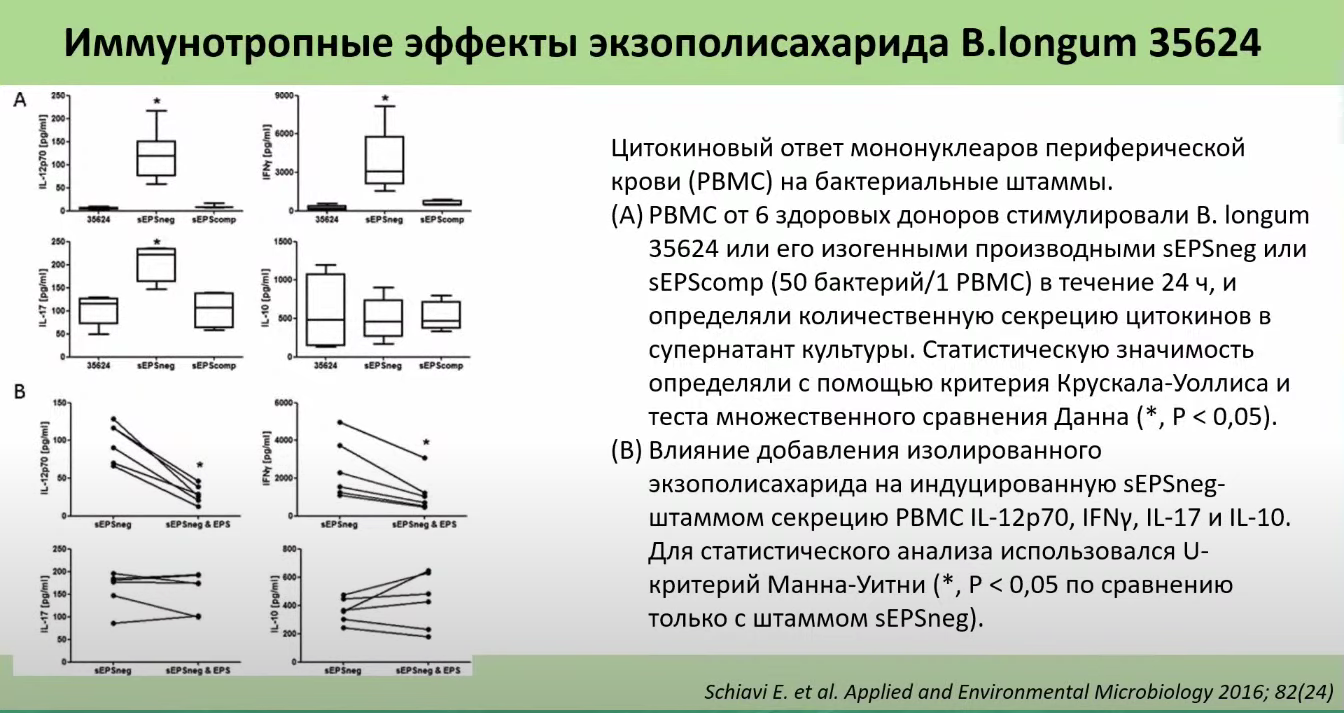 Иммунотропные эффекты экзополисахарида B.longum 35624
A
250
200
150
100
50
0
IL-12p70 [pg/ml]
*
35624 sEPSneg sEPScomp
9000
6000
3000
0
IFNγ [pg/ml]
*
35624 sEPSneg sEPScomp
250
200
150
100
50
0
IL-17 [pg/ml]
*
35624 sEPSneg sEPScomp
1500
1000
500
0
IL-10 [pg/ml]
35624 sEPSneg sEPScomp
B
150
100
50
0
IL-12p70 [pg/ml]
*
sEPSneg sEPSneg & EPS
6000
4000
2000
0
IFNγ [pg/ml]
*
sEPSneg sEPSneg & EPS
250
200
150
100
50
0
IL-17 [pg/ml]
sEPSneg sEPSneg & EPS
800
600
400
200
0
IL-10 [pg/ml]
sEPSneg sEPSneg & EPS
Цитокиновый ответ мононуклеаров периферической
крови (PBMC) на бактериальные штаммы.
(A) PBMC от 6 здоровых доноров стимулировали B. longum
35624 или его изогенными производными sEPSneg или
sEPScomp (50 бактерий/1 PBMC) в течение 24 ч, и
определяли количественную секрецию цитокинов в
супернатант культуры. Статистическую значимость
определяли с помощью критерия Крускала-Уоллиса и
теста множественного сравнения Данна (*, P < 0,05).
(B) Влияние добавления изолированного
экзополисахарида на индуцированную sEPSneg-
штаммом секрецию PBMC IL-12p70, IFNγ, IL-17 и IL-10.
Для статистического анализа использовался U-
критерий Манна-Уитни (*, P < 0,05 по сравнению
только с штаммом sEPSneg).
Schiavi E. et al. Applied and Environmental Microbiology 2016; 82(24)